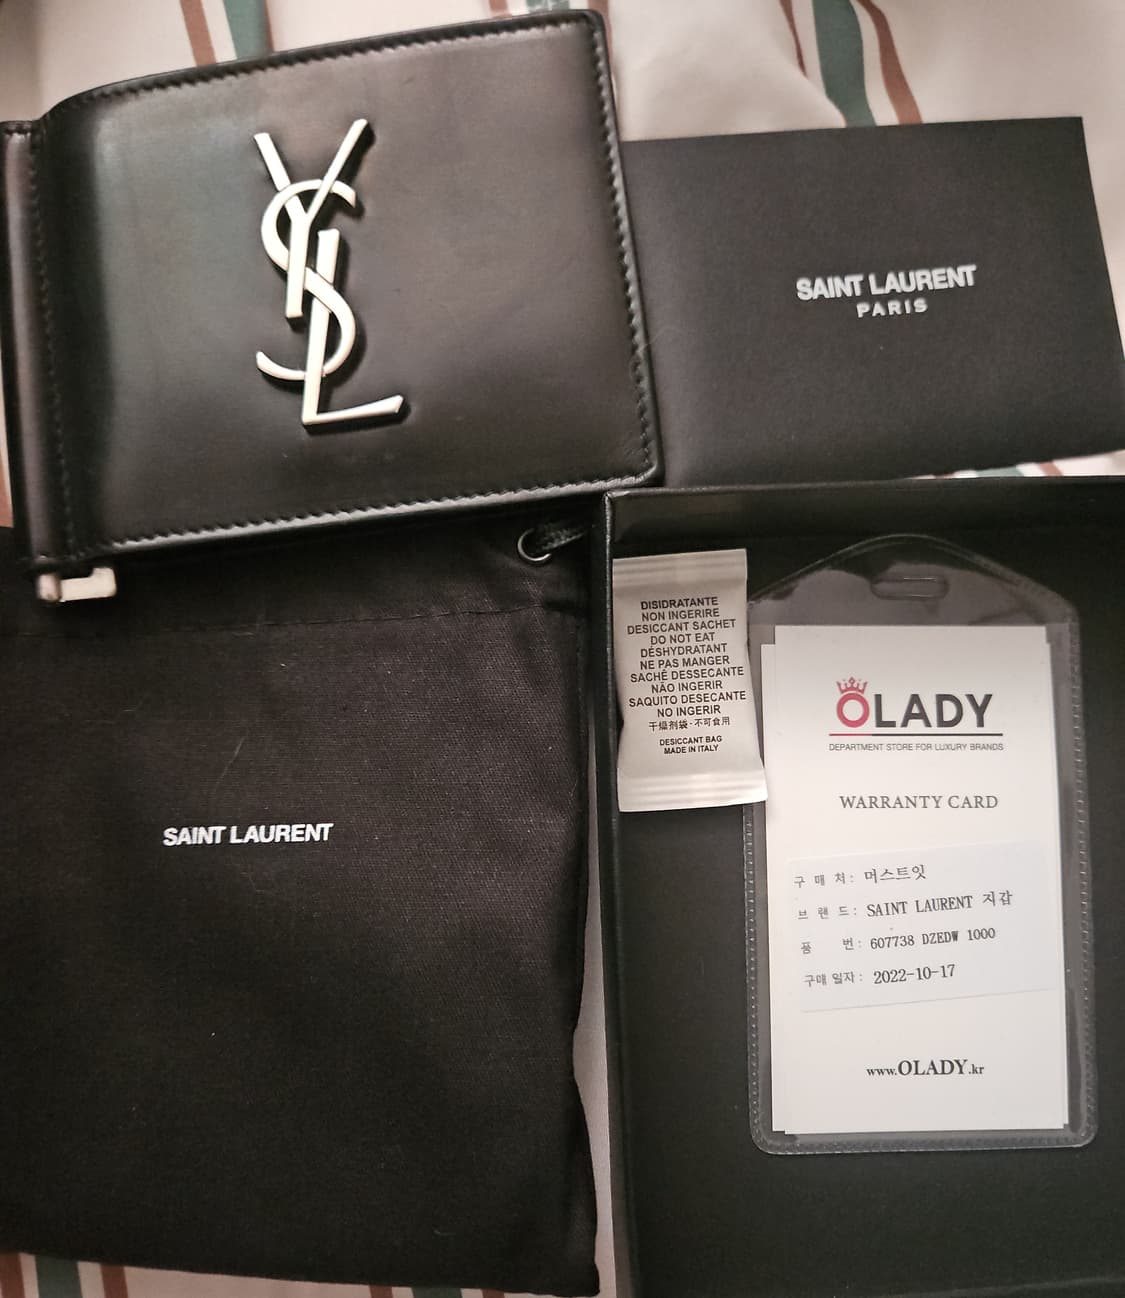 YSL
SAINT LAURENT
PARIS
SAINT LAURENT
DISIDRATANTE
NON INGERIRE
DESICCANT SACHET
DO NOT EAT
DÉSHYDRATANT
NE PAS MANGER
SACHÉ DESSECANTE
NÃO INGERIR
SAQUITO DESECANTE
NO INGERIR
干燥剂袋·不可食用
DESICCANT BAG
MADE IN ITALY
OLADY
DEPARTMENT STORE FOR LUXURY BRANDS
WARRANTY CARD
구 매 처: 머스트잇
브 랜 드: SAINT LAURENT 지갑
품 번: 607738 DZEDW 1000
구매 일자: 2022-10-17
www.OLADY.kr